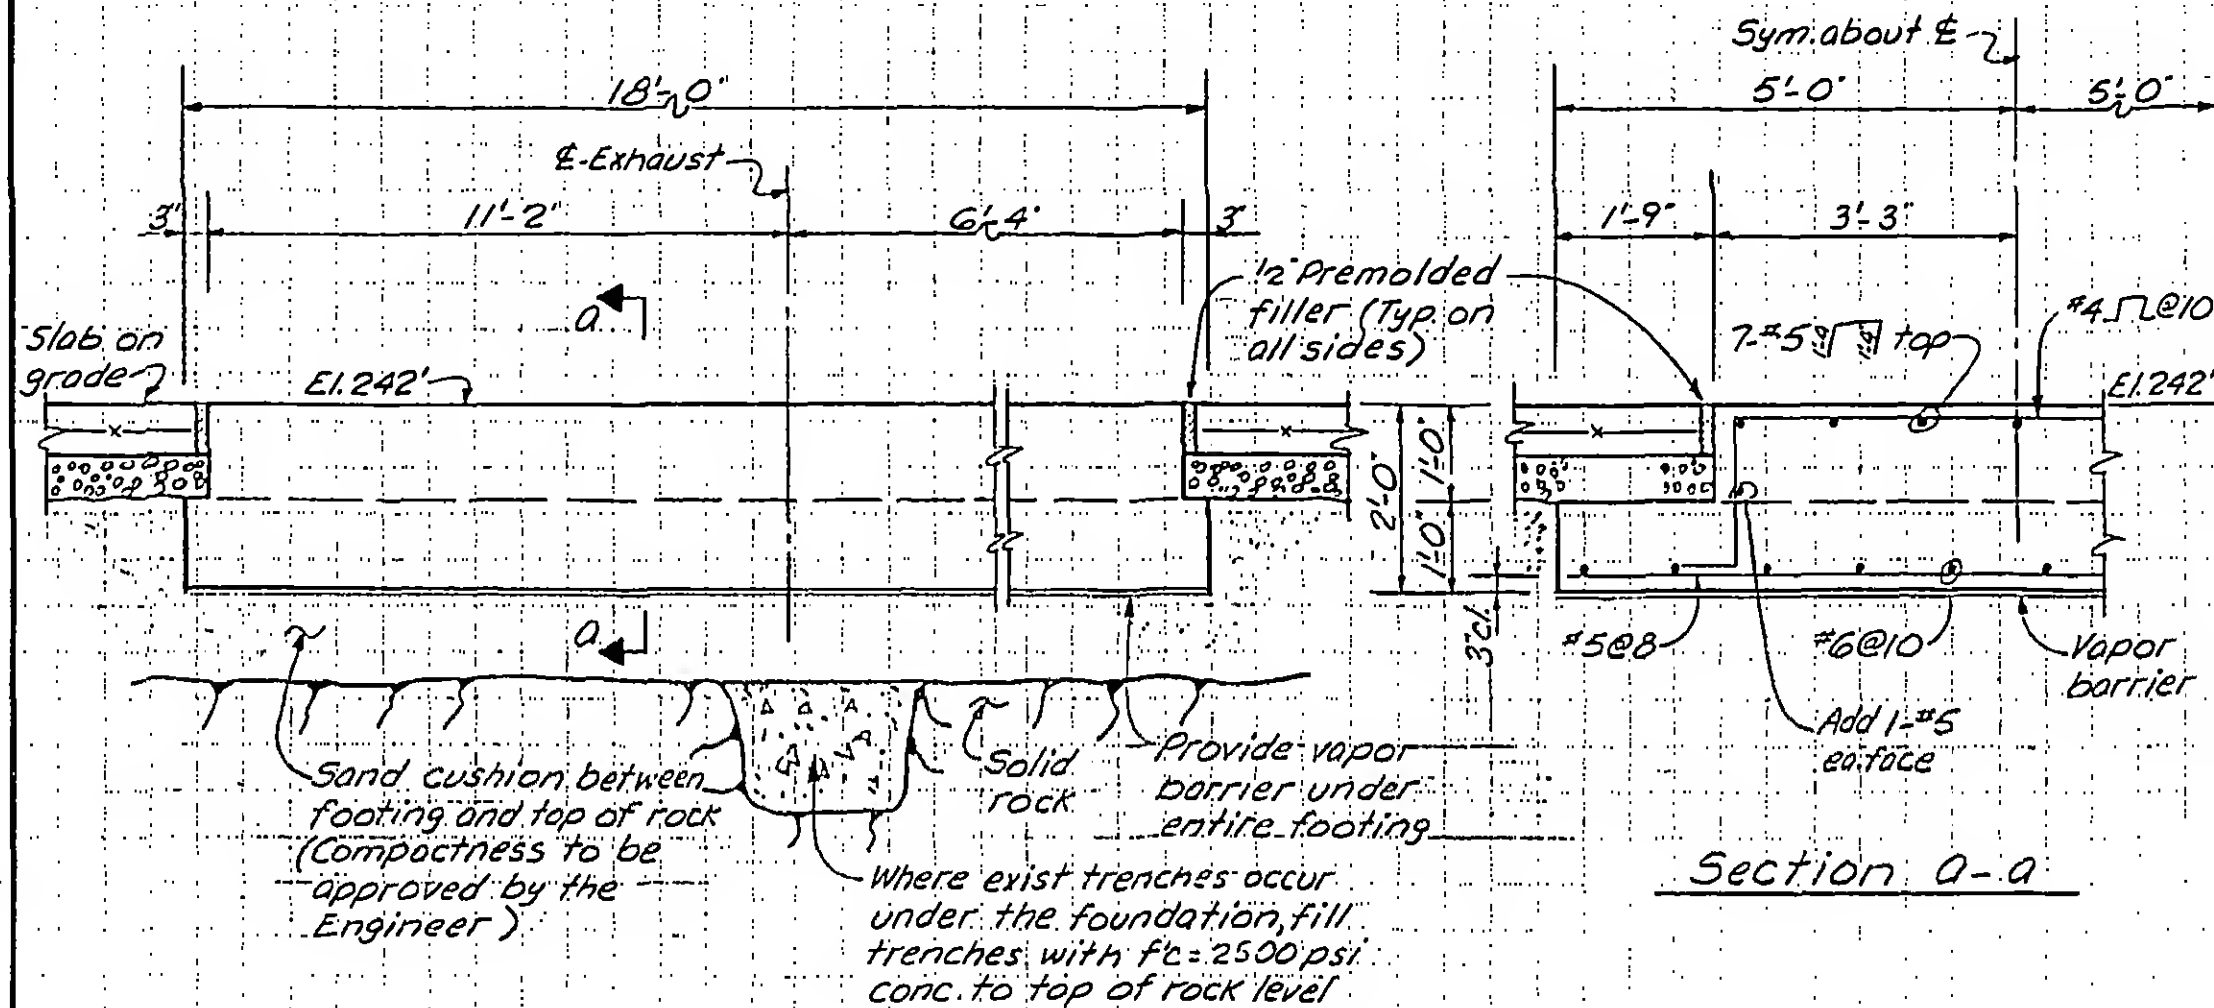 Sym. about ℄
18'-0"
5'-0"
5'-0"
℄-Exhaust
3"
11'-2"
6'-4"
3"
1'-9"
3'-3"
a
1/2" Premolded
filler (Typ. on
all sides)
#4 @10
7-#5 1'-9" 1'-9" top
Slab on
grade
El. 242'
El. 242'
2'-0"
1'-0"
1'-0"
3" cl.
a
#5@8
#6@10
Vapor
barrier
Add 1-#5
ea. face
Sand cushion between
footing and top of rock
(Compactness to be
approved by the
Engineer)
Solid
rock
Provide vapor
barrier under
entire footing
Where exist trenches occur
under the foundation, fill
trenches with f'c = 2500 psi
conc. to top of rock level
Section a-a